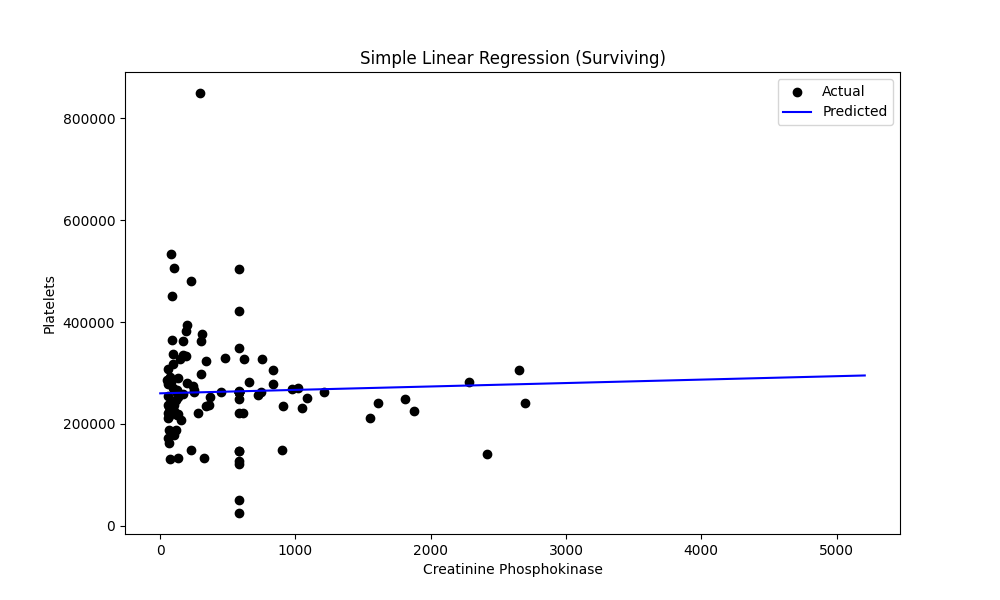 Simple Linear Regression (Surviving)
Actual
Predicted
800000
600000
400000
200000
0
Platelets
0 1000 2000 3000 4000 5000
Creatinine Phosphokinase